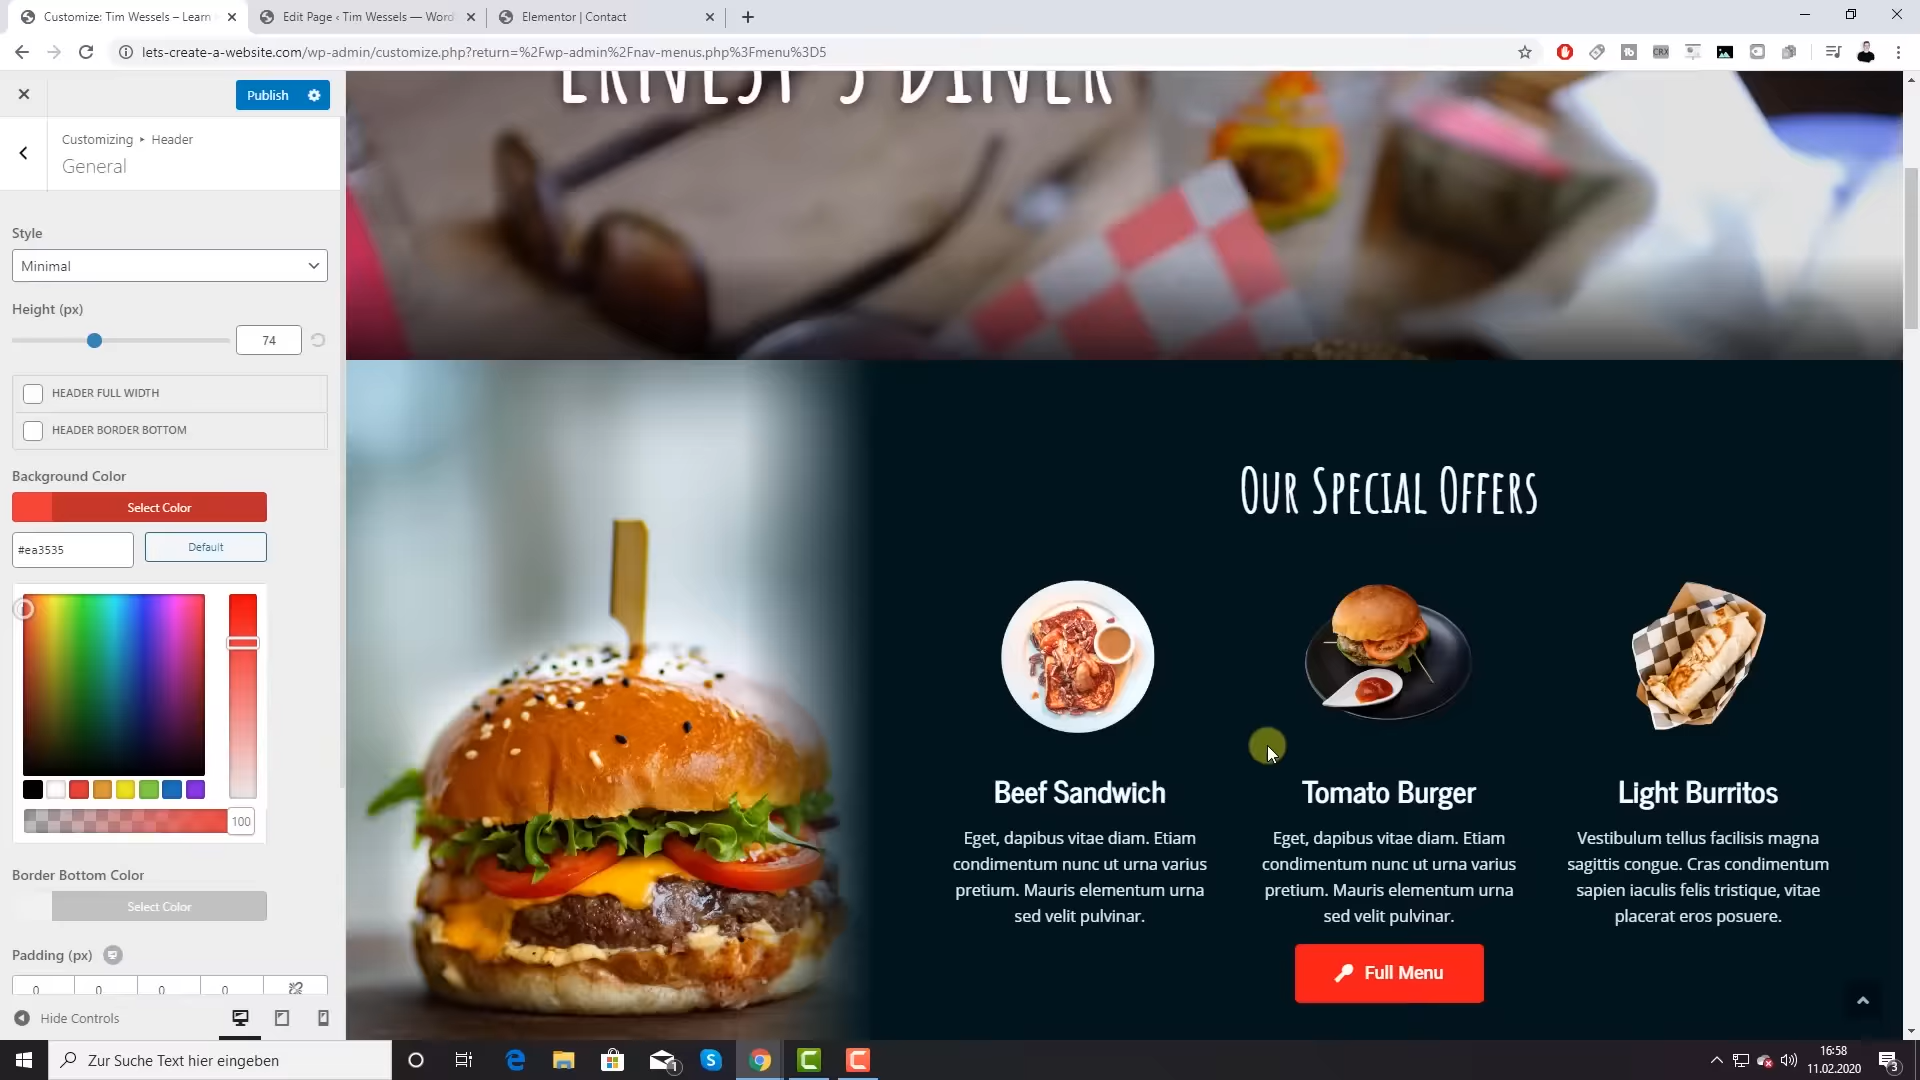 Customize: Tim Wessels – Learn
Edit Page ‹ Tim Wessels — Word
Elementor | Contact
lets-create-a-website.com/wp-admin/customize.php?return=%2Fwp-admin%2Fnav-menus.php%3Fmenu%3D5
CRX
Publish
Customizing ▸ Header
General
Style
Minimal
Height (px)
74
HEADER FULL WIDTH
HEADER BORDER BOTTOM
Background Color
Select Color
#ea3535
Default
100
Border Bottom Color
Select Color
Padding (px)
0 0 0 0
Hide Controls
ERNEST'S DINER
Our Special Offers
Beef Sandwich
Eget, dapibus vitae diam. Etiam
condimentum nunc ut urna varius
pretium. Mauris elementum urna
sed velit pulvinar.
Tomato Burger
Eget, dapibus vitae diam. Etiam
condimentum nunc ut urna varius
pretium. Mauris elementum urna
sed velit pulvinar.
Light Burritos
Vestibulum tellus facilisis magna
sagittis congue. Cras condimentum
sapien iaculis felis tristique, vitae
placerat eros posuere.
Full Menu
Zur Suche Text hier eingeben
1
16:58
11.02.2020
3